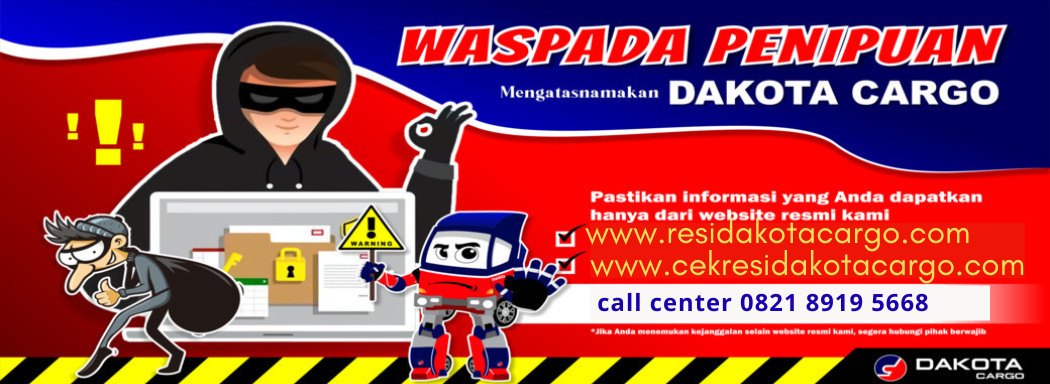 WASPADA PENIPUAN
Mengatasnamakan DAKOTA CARGO
Pastikan informasi yang Anda dapatkan
hanya dari website resmi kami
www.residakotacargo.com
www.cekresidakotacargo.com
call center 0821 8919 5668
*Jika Anda menemukan kejanggalan selain website resmi kami, segera hubungi pihak berwajib
WARNING
DAKOTA
CARGO